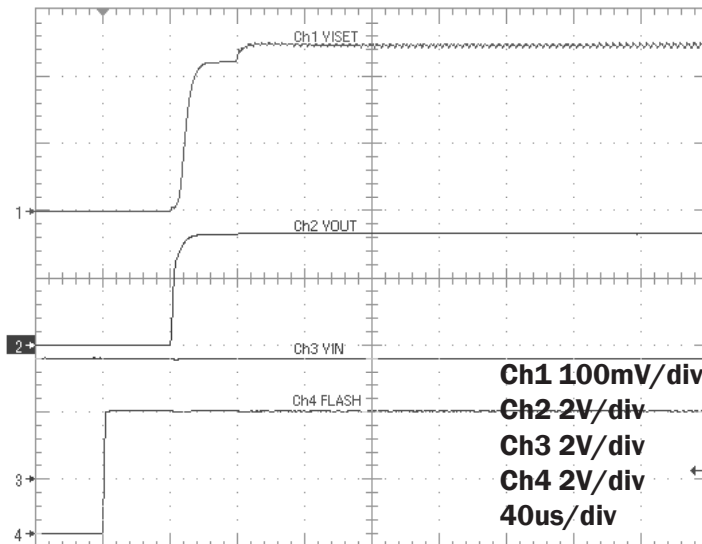 Ch1 VISET
1
Ch2 VOUT
2
Ch3 VIN
Ch1 100mV/div
Ch4 FLASH
Ch2 2V/div
Ch3 2V/div
3
Ch4 2V/div
40us/div
4